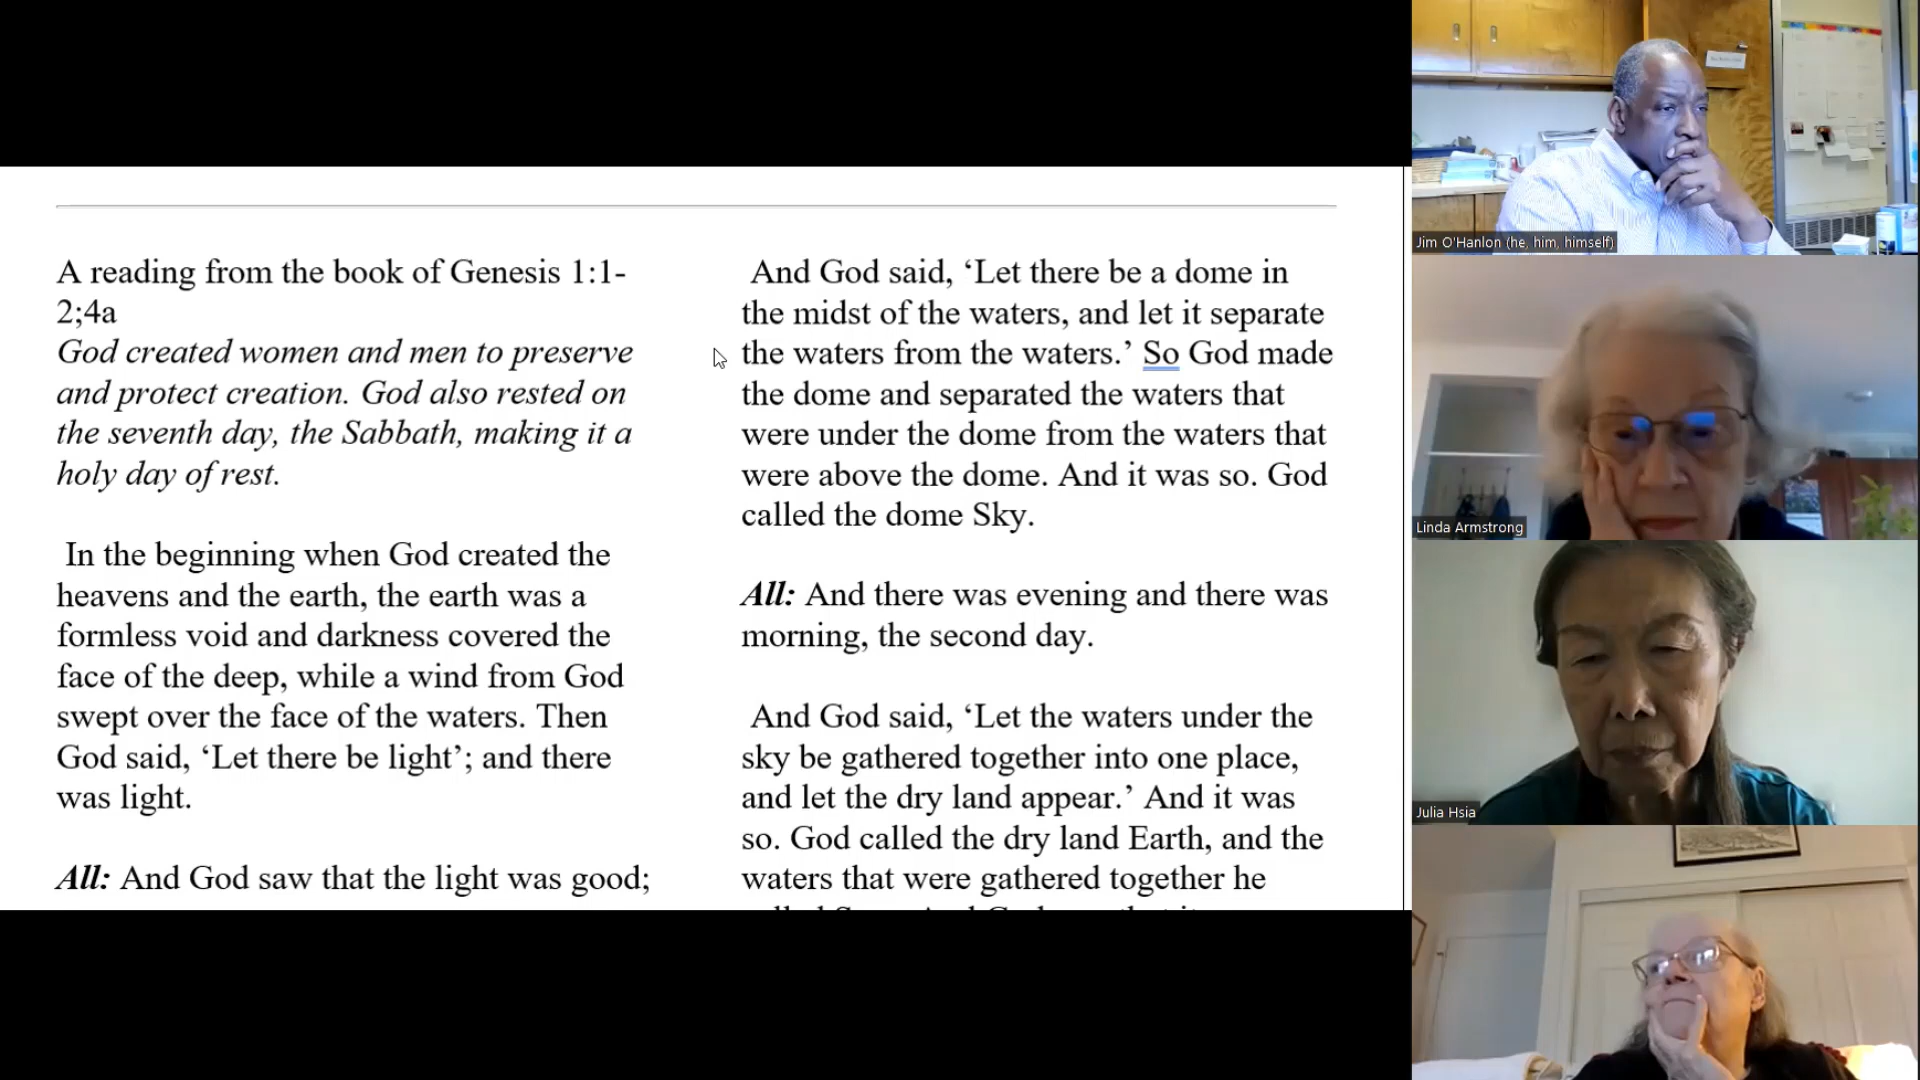 A reading from the book of Genesis 1:1-
2;4a
God created women and men to preserve
and protect creation. God also rested on
the seventh day, the Sabbath, making it a
holy day of rest.
In the beginning when God created the
heavens and the earth, the earth was a
formless void and darkness covered the
face of the deep, while a wind from God
swept over the face of the waters. Then
God said, ‘Let there be light’; and there
was light.
All: And God saw that the light was good;
And God said, ‘Let there be a dome in
the midst of the waters, and let it separate
the waters from the waters.’ So God made
the dome and separated the waters that
were under the dome from the waters that
were above the dome. And it was so. God
called the dome Sky.
All: And there was evening and there was
morning, the second day.
And God said, ‘Let the waters under the
sky be gathered together into one place,
and let the dry land appear.’ And it was
so. God called the dry land Earth, and the
waters that were gathered together he
Jim O'Hanlon (he, him, himself)
Linda Armstrong
Julia Hsia